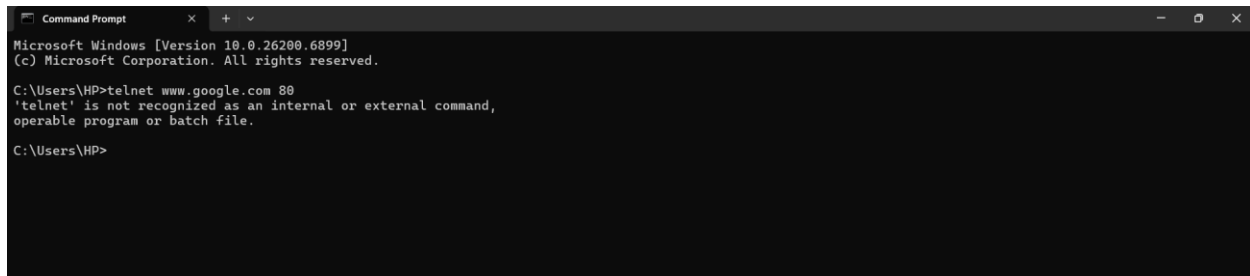 Command Prompt
Microsoft Windows [Version 10.0.26200.6899]
(c) Microsoft Corporation. All rights reserved.
C:\Users\HP>telnet www.google.com 80
'telnet' is not recognized as an internal or external command,
operable program or batch file.
C:\Users\HP>